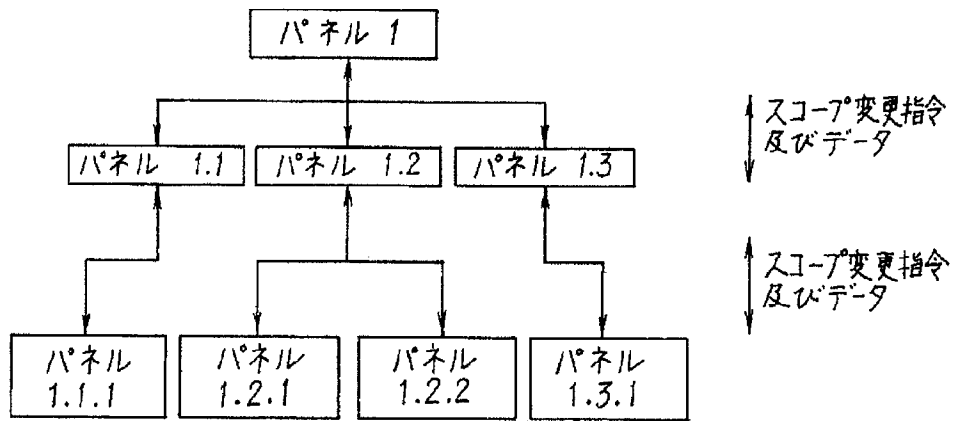 パネル 1
スコープ変更指令
及びデータ
パネル 1.1
パネル 1.2
パネル 1.3
スコープ変更指令
及びデータ
パネル
1.1.1
パネル
1.2.1
パネル
1.2.2
パネル
1.3.1